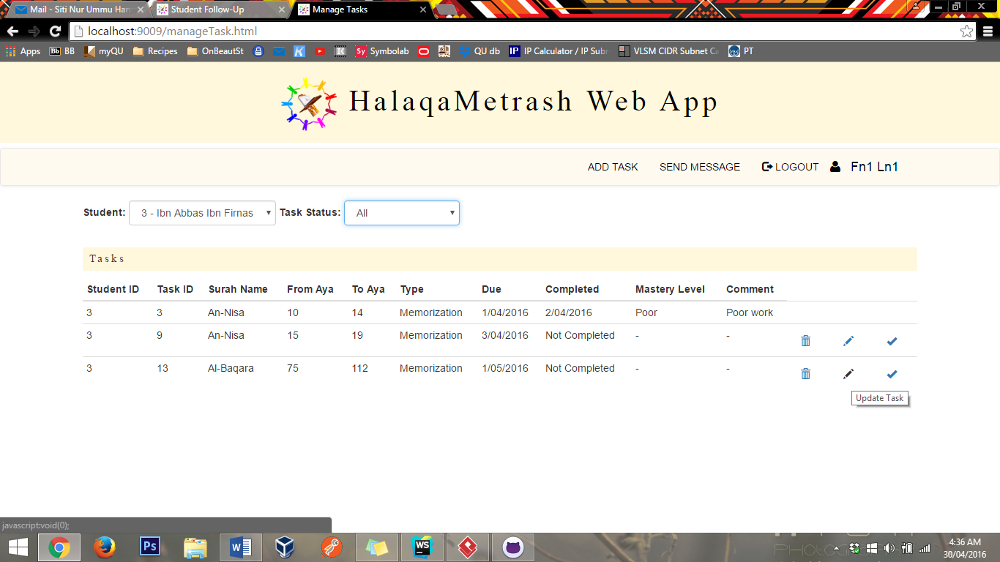 Mail - Siti Nur Ummu Ham Student Follow-Up Manage Tasks
localhost:9009/manageTask.html
Apps Bb BB myQU Recipes OnBeautSt Sy Symbolab QU db IP IP Calculator / IP Subn VLSM CIDR Subnet Ca PT
HalaqaMetrash Web App
ADD TASK SEND MESSAGE LOGOUT Fn1 Ln1
Student: 3 - Ibn Abbas Ibn Firnas Task Status: All
Tasks
Student ID Task ID Surah Name From Aya To Aya Type Due Completed Mastery Level Comment
3 3 An-Nisa 10 14 Memorization 1/04/2016 2/04/2016 Poor Poor work
3 9 An-Nisa 15 19 Memorization 3/04/2016 Not Completed - -
3 13 Al-Baqara 75 112 Memorization 1/05/2016 Not Completed - -
Update Task
javascript:void(0);
Ps WS
4:36 AM
30/04/2016